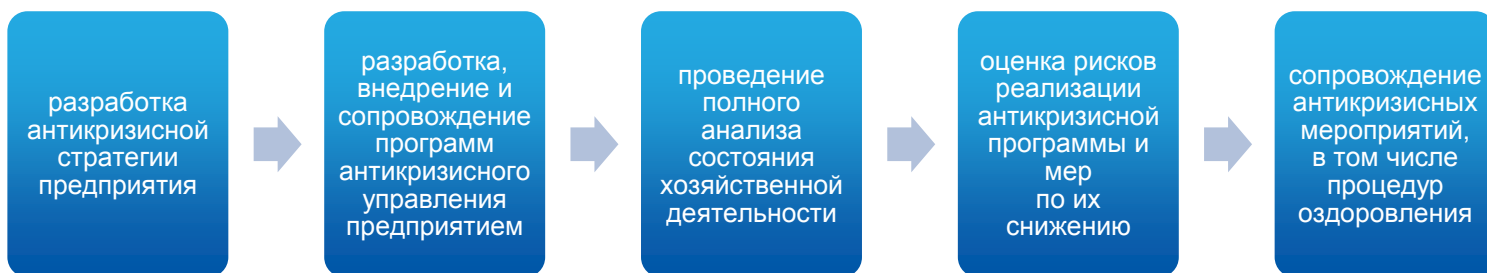 разработка
антикризисной
стратегии
предприятия
разработка,
внедрение и
сопровождение
программ
антикризисного
управления
предприятием
проведение
полного
анализа
состояния
хозяйственной
деятельности
оценка рисков
реализации
антикризисной
программы и
мер
по их
снижению
сопровождение
антикризисных
мероприятий,
в том числе
процедур
оздоровления